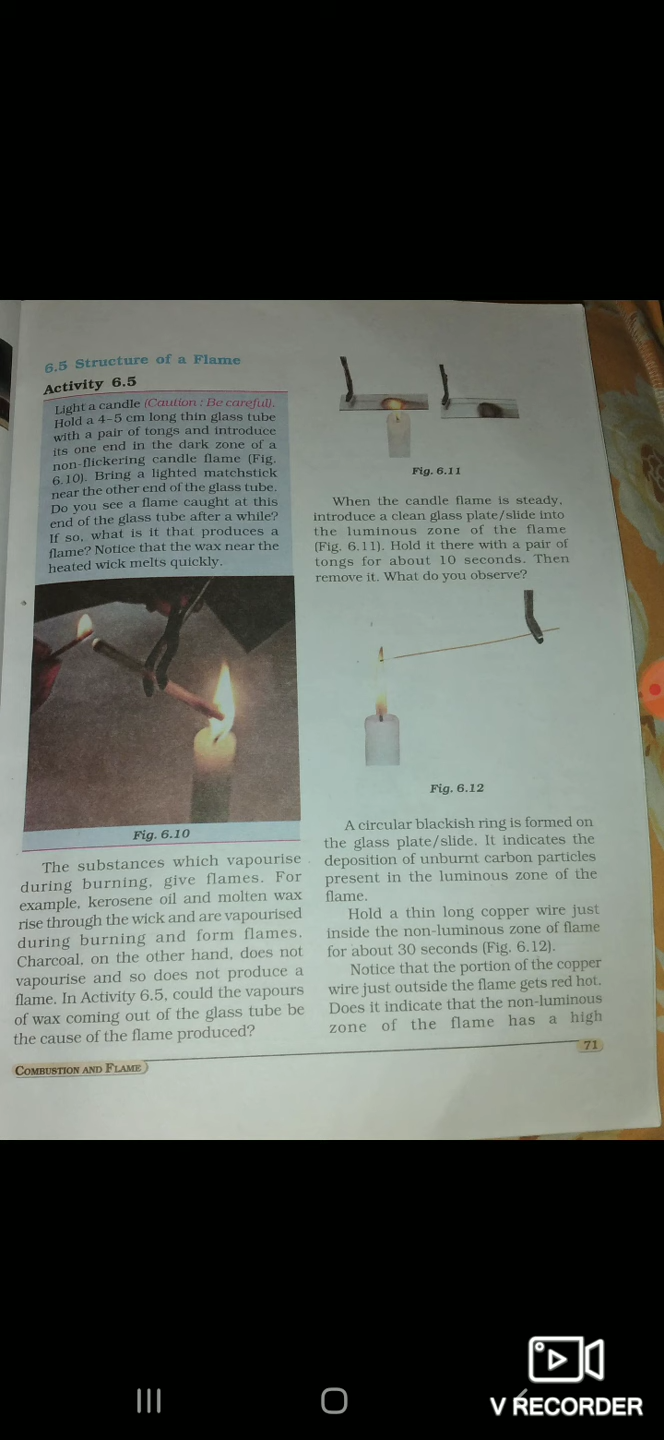 6.5 Structure of a Flame
Activity 6.5
Light a candle (Caution : Be careful).
Hold a 4–5 cm long thin glass tube
with a pair of tongs and introduce
its one end in the dark zone of a
non-flickering candle flame (Fig.
6.10). Bring a lighted matchstick
near the other end of the glass tube.
Do you see a flame caught at this
end of the glass tube after a while?
If so, what is it that produces a
flame? Notice that the wax near the
heated wick melts quickly.
Fig. 6.10
The substances which vapourise
during burning, give flames. For
example, kerosene oil and molten wax
rise through the wick and are vapourised
during burning and form flames.
Charcoal, on the other hand, does not
vapourise and so does not produce a
flame. In Activity 6.5, could the vapours
of wax coming out of the glass tube be
the cause of the flame produced?
Fig. 6.11
When the candle flame is steady,
introduce a clean glass plate/slide into
the luminous zone of the flame
(Fig. 6.11). Hold it there with a pair of
tongs for about 10 seconds. Then
remove it. What do you observe?
Fig. 6.12
A circular blackish ring is formed on
the glass plate/slide. It indicates the
deposition of unburnt carbon particles
present in the luminous zone of the
flame.
Hold a thin long copper wire just
inside the non-luminous zone of flame
for about 30 seconds (Fig. 6.12).
Notice that the portion of the copper
wire just outside the flame gets red hot.
Does it indicate that the non-luminous
zone of the flame has a high
71
COMBUSTION AND FLAME
V RECORDER